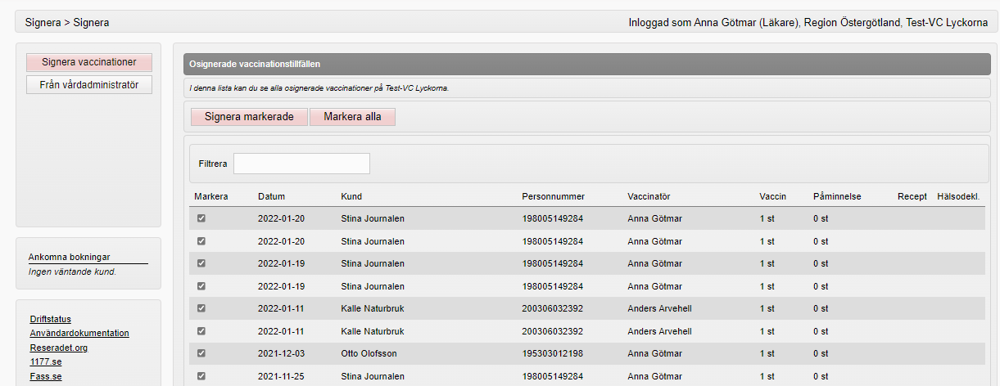 Signera > Signera
Inloggad som Anna Götmar (Läkare), Region Östergötland, Test-VC Lyckorna
Signera vaccinationer
Från vårdadministratör
Ankomna bokningar
Ingen väntande kund.
Driftstatus
Användardokumentation
Reseradet.org
1177.se
Fass.se
Osignerade vaccinationstillfällen
I denna lista kan du se alla osignerade vaccinationer på Test-VC Lyckorna.
Signera markerade Markera alla
Filtrera
Markera Datum Kund Personnummer Vaccinatör Vaccin Påminnelse Recept Hälsodekl.
2022-01-20 Stina Journalen 198005149284 Anna Götmar 1 st 0 st
2022-01-20 Stina Journalen 198005149284 Anna Götmar 1 st 0 st
2022-01-19 Stina Journalen 198005149284 Anna Götmar 1 st 0 st
2022-01-19 Stina Journalen 198005149284 Anna Götmar 1 st 0 st
2022-01-11 Kalle Naturbruk 200306032392 Anders Arvehell 1 st 0 st
2022-01-11 Kalle Naturbruk 200306032392 Anders Arvehell 1 st 0 st
2021-12-03 Otto Olofsson 195303012198 Anna Götmar 1 st 0 st
2021-11-25 Stina Journalen 198005149284 Anna Götmar 1 st 0 st